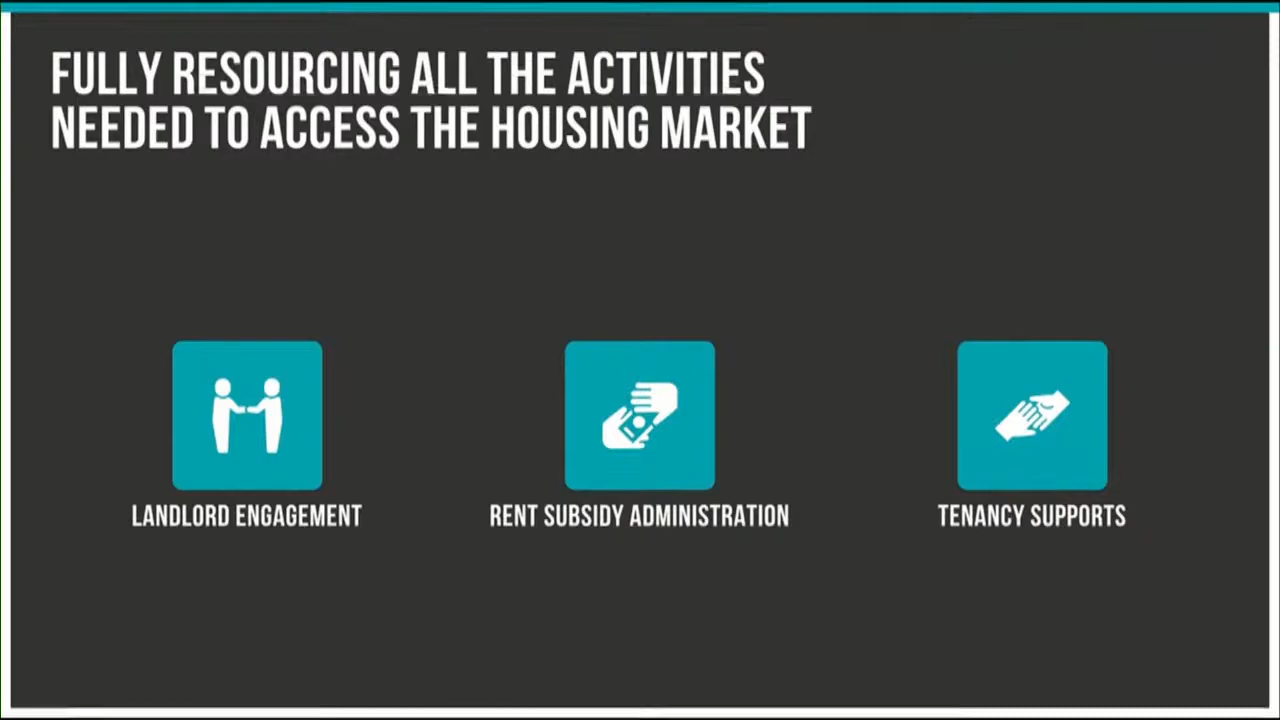 FULLY RESOURCING ALL THE ACTIVITIES
NEEDED TO ACCESS THE HOUSING MARKET
LANDLORD ENGAGEMENT
RENT SUBSIDY ADMINISTRATION
TENANCY SUPPORTS